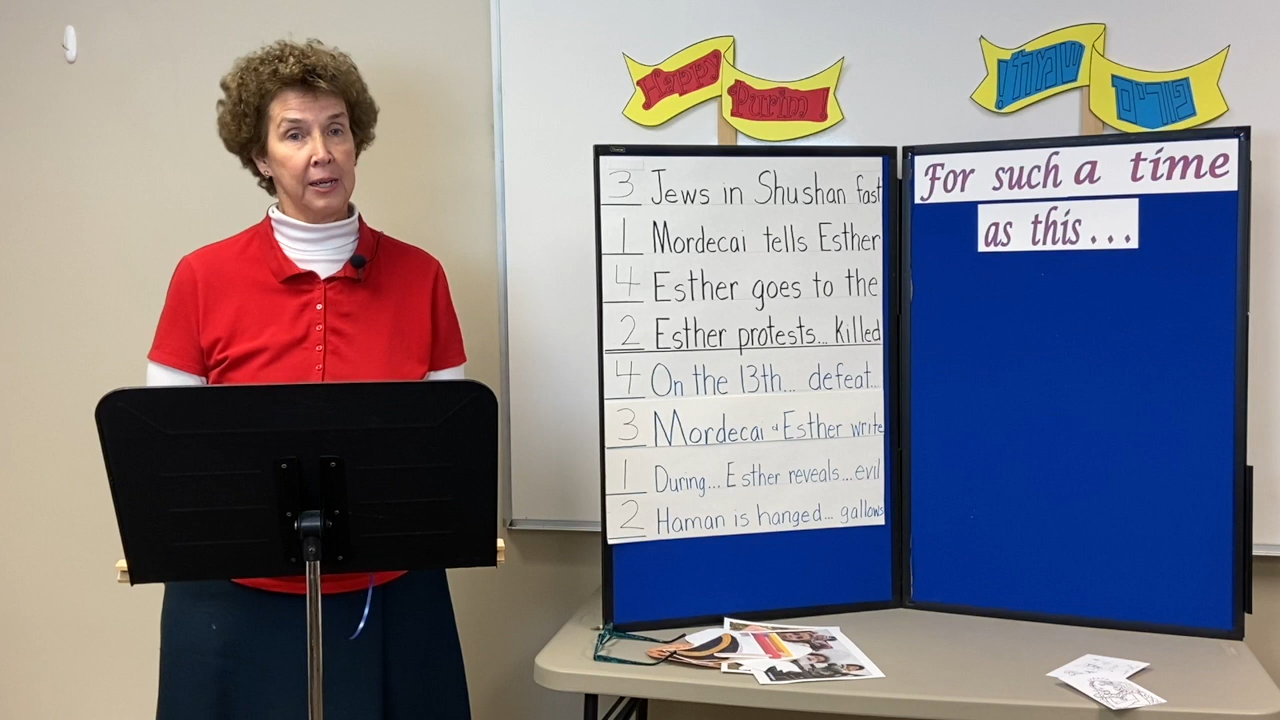 Happy
Purim
שמח!
פורים
3 Jews in Shushan fast
1 Mordecai tells Esther
4 Esther goes to the
2 Esther protests... killed
4 On the 13th... defeat...
3 Mordecai & Esther write
1 During... Esther reveals...evil
2 Haman is hanged... gallows
For such a time
as this...